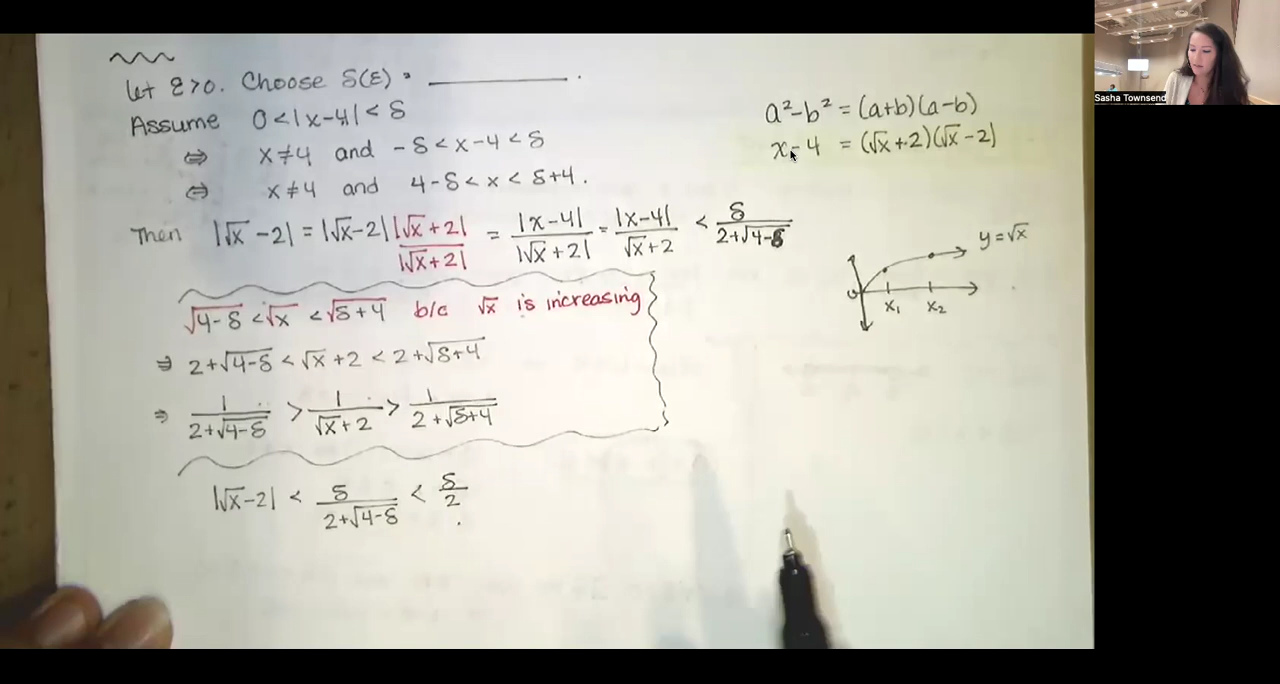 Let ε>0. Choose δ(ε) = ________.
Assume 0<|x-4|<δ
⇔ x≠4 and -δ<x-4<δ
⇔ x≠4 and 4-δ<x<δ+4.
Then |√x-2| = |√x-2| |√x+2|/|√x+2| = |x-4|/|√x+2| = |x-4|/(√x+2) < δ/(2+√(4-δ))
√(4-δ) < √x < √(δ+4) b/c √x is increasing
⇒ 2+√(4-δ) < √x+2 < 2+√(δ+4)
⇒ 1/(2+√(4-δ)) > 1/(√x+2) > 1/(2+√(δ+4))
|√x-2| < δ/(2+√(4-δ)) < δ/2.
a²-b² = (a+b)(a-b)
x-4 = (√x+2)(√x-2)
y=√x
x₁ x₂
Sasha Townsend